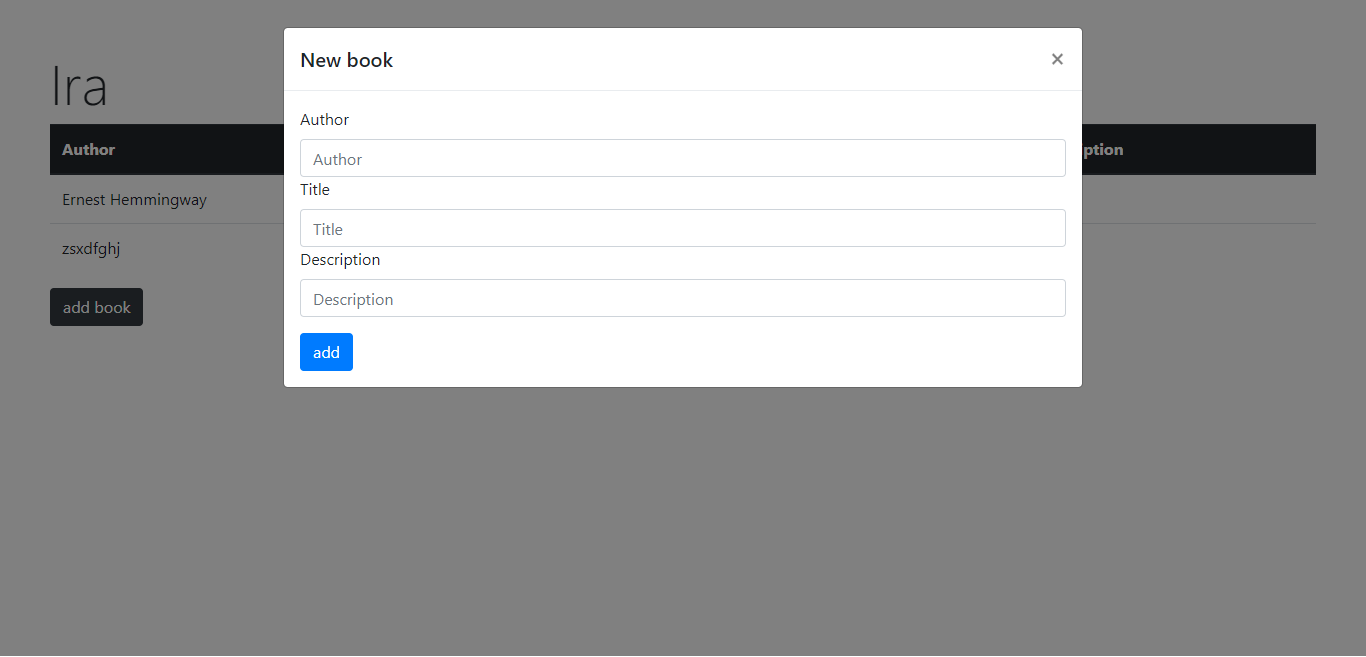 New book ×
Ira
Author
Author
Author ption
Ernest Hemmingway
Title
Title
zsxdfghj
Description
Description
add book
add